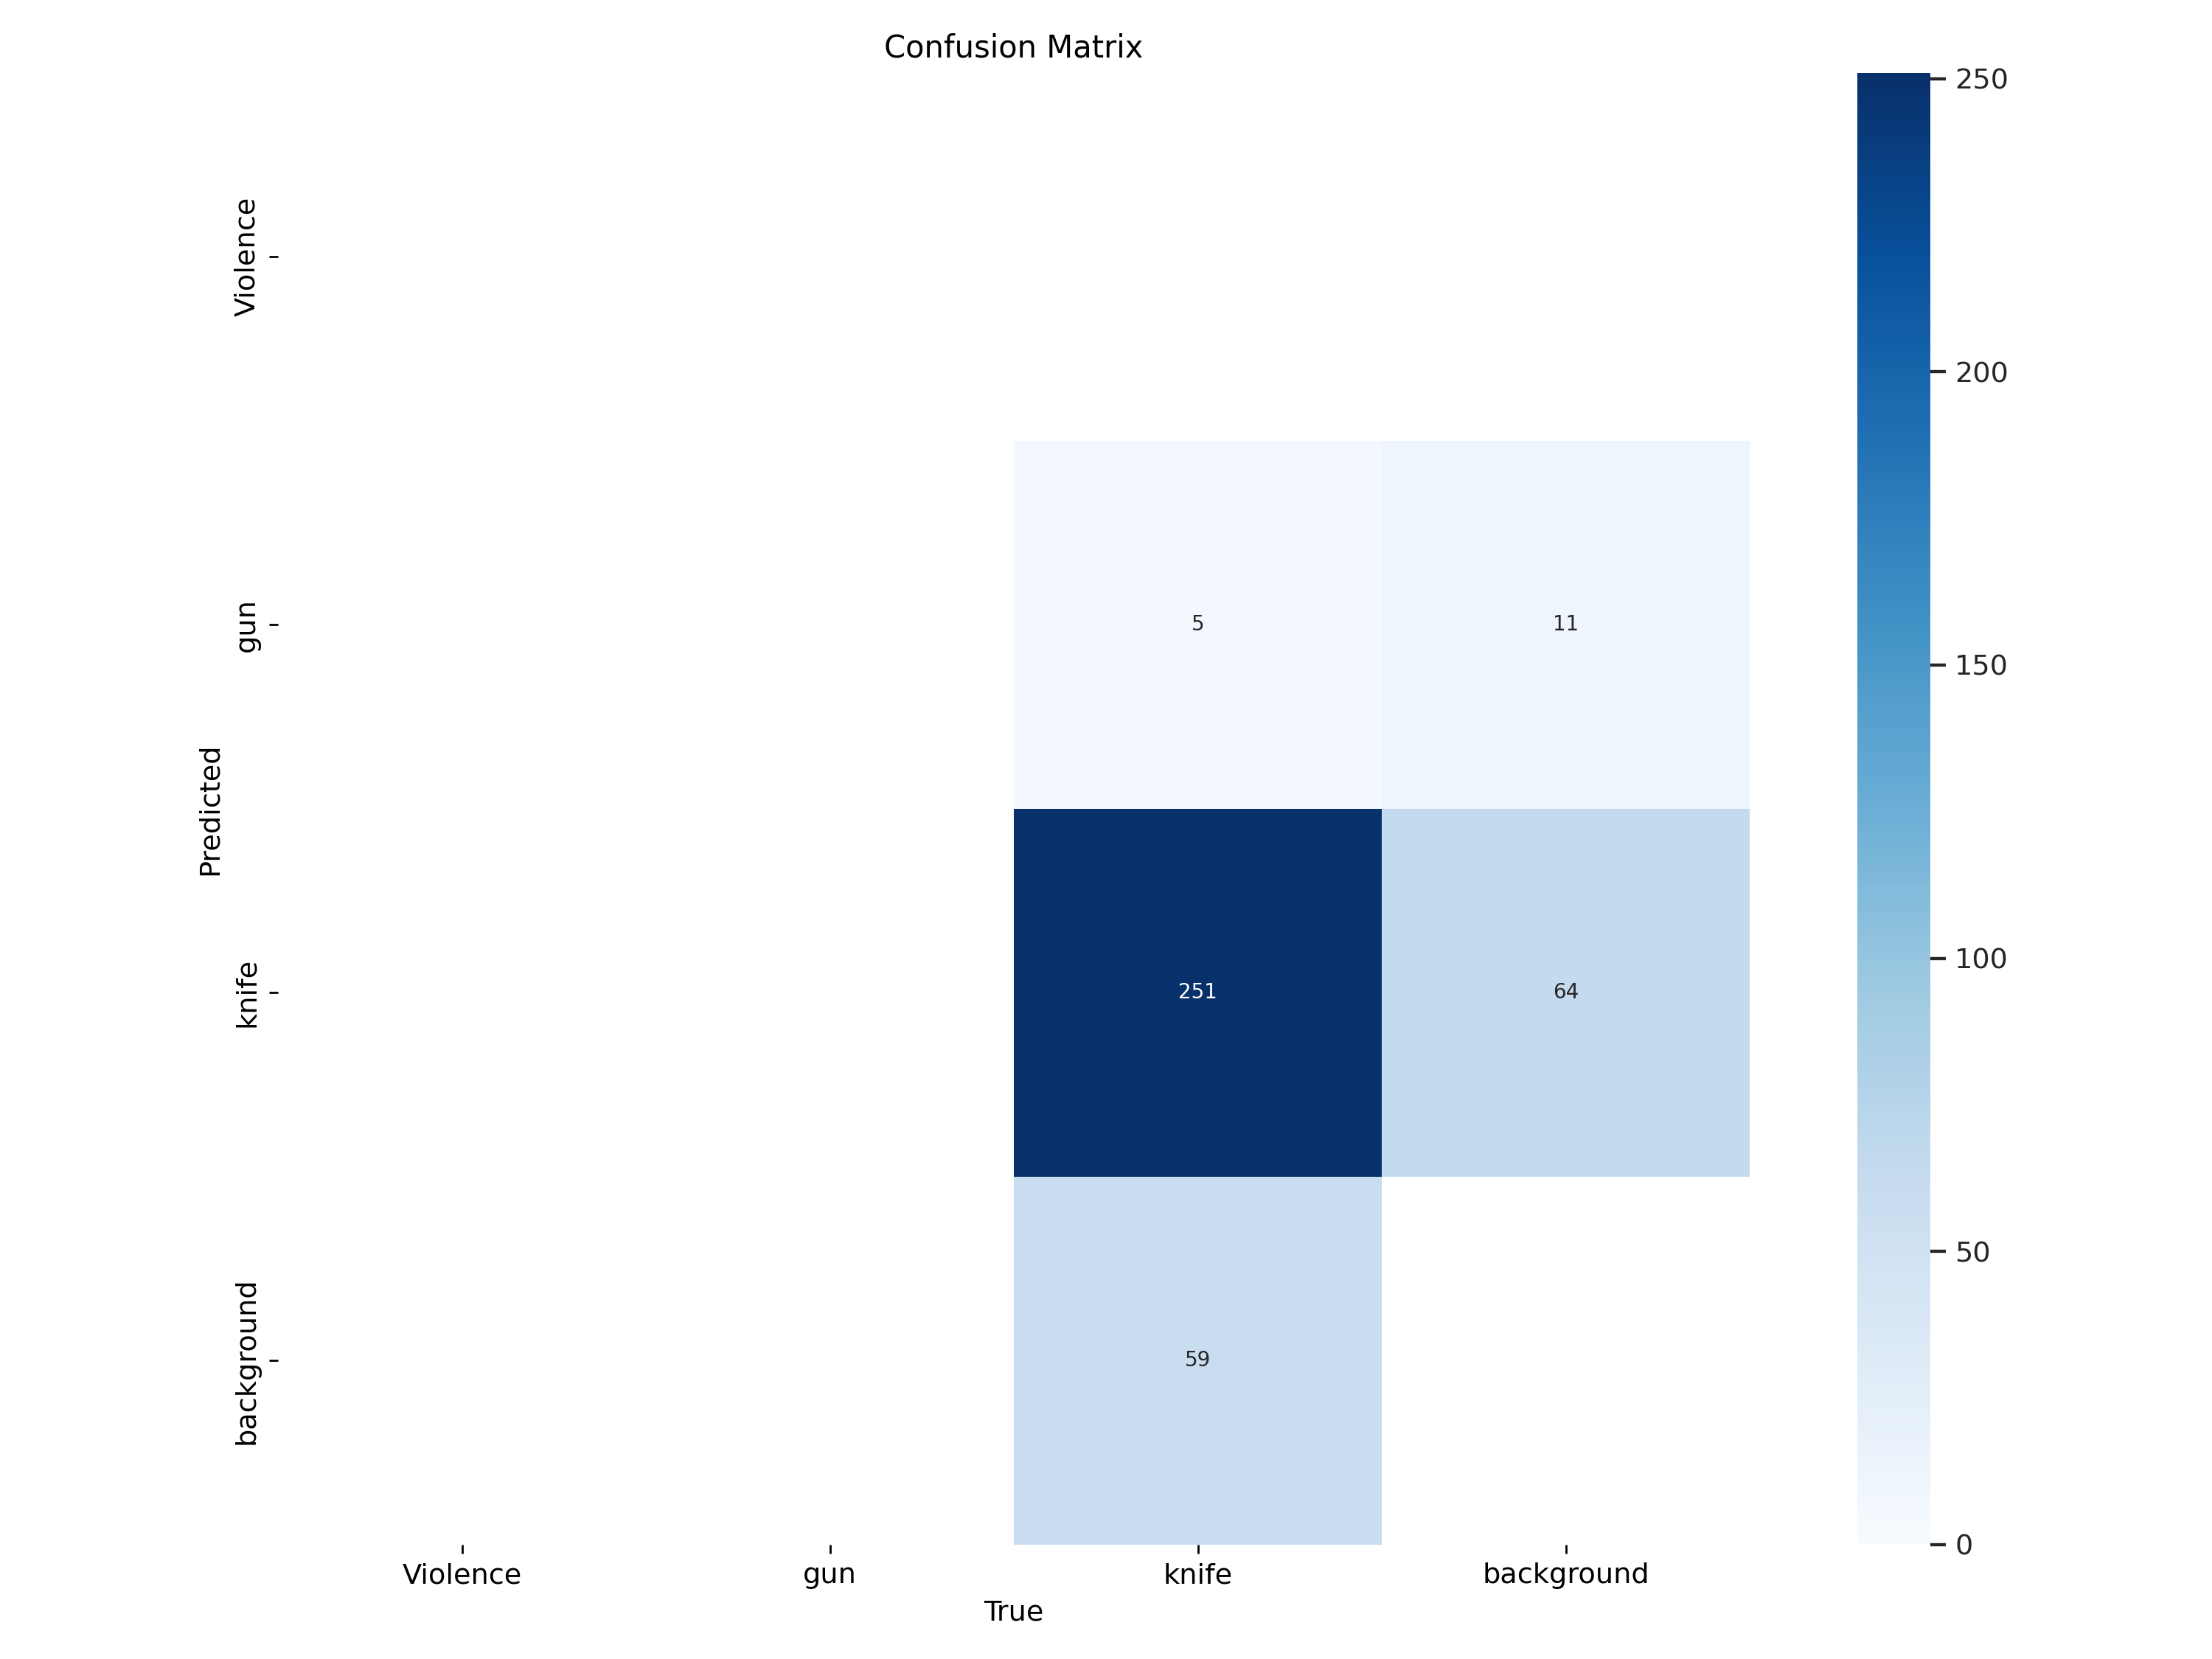 Confusion Matrix
Violence
gun
knife
background
Predicted
5
11
251
64
59
Violence
gun
knife
background
True
250
200
150
100
50
0